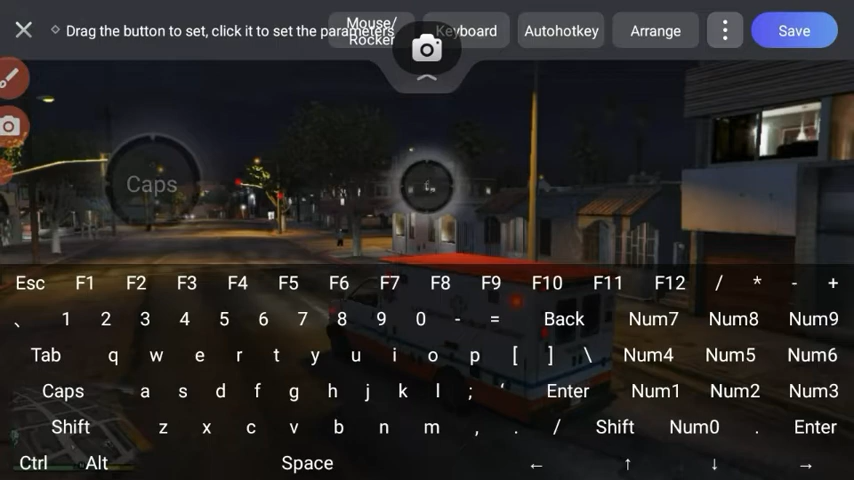 Drag the button to set, click it to set the parameters
Mouse/
Rocker
Keyboard
Autohotkey
Arrange
Save
Caps
Esc F1 F2 F3 F4 F5 F6 F7 F8 F9 F10 F11 F12 / * - +
、 1 2 3 4 5 6 7 8 9 0 - = Back Num7 Num8 Num9
Tab q w e r t y u i o p [ ] \ Num4 Num5 Num6
Caps a s d f g h j k l ; ‘ Enter Num1 Num2 Num3
Shift z x c v b n m , . / Shift Num0 . Enter
Ctrl Alt Space ← ↑ ↓ →